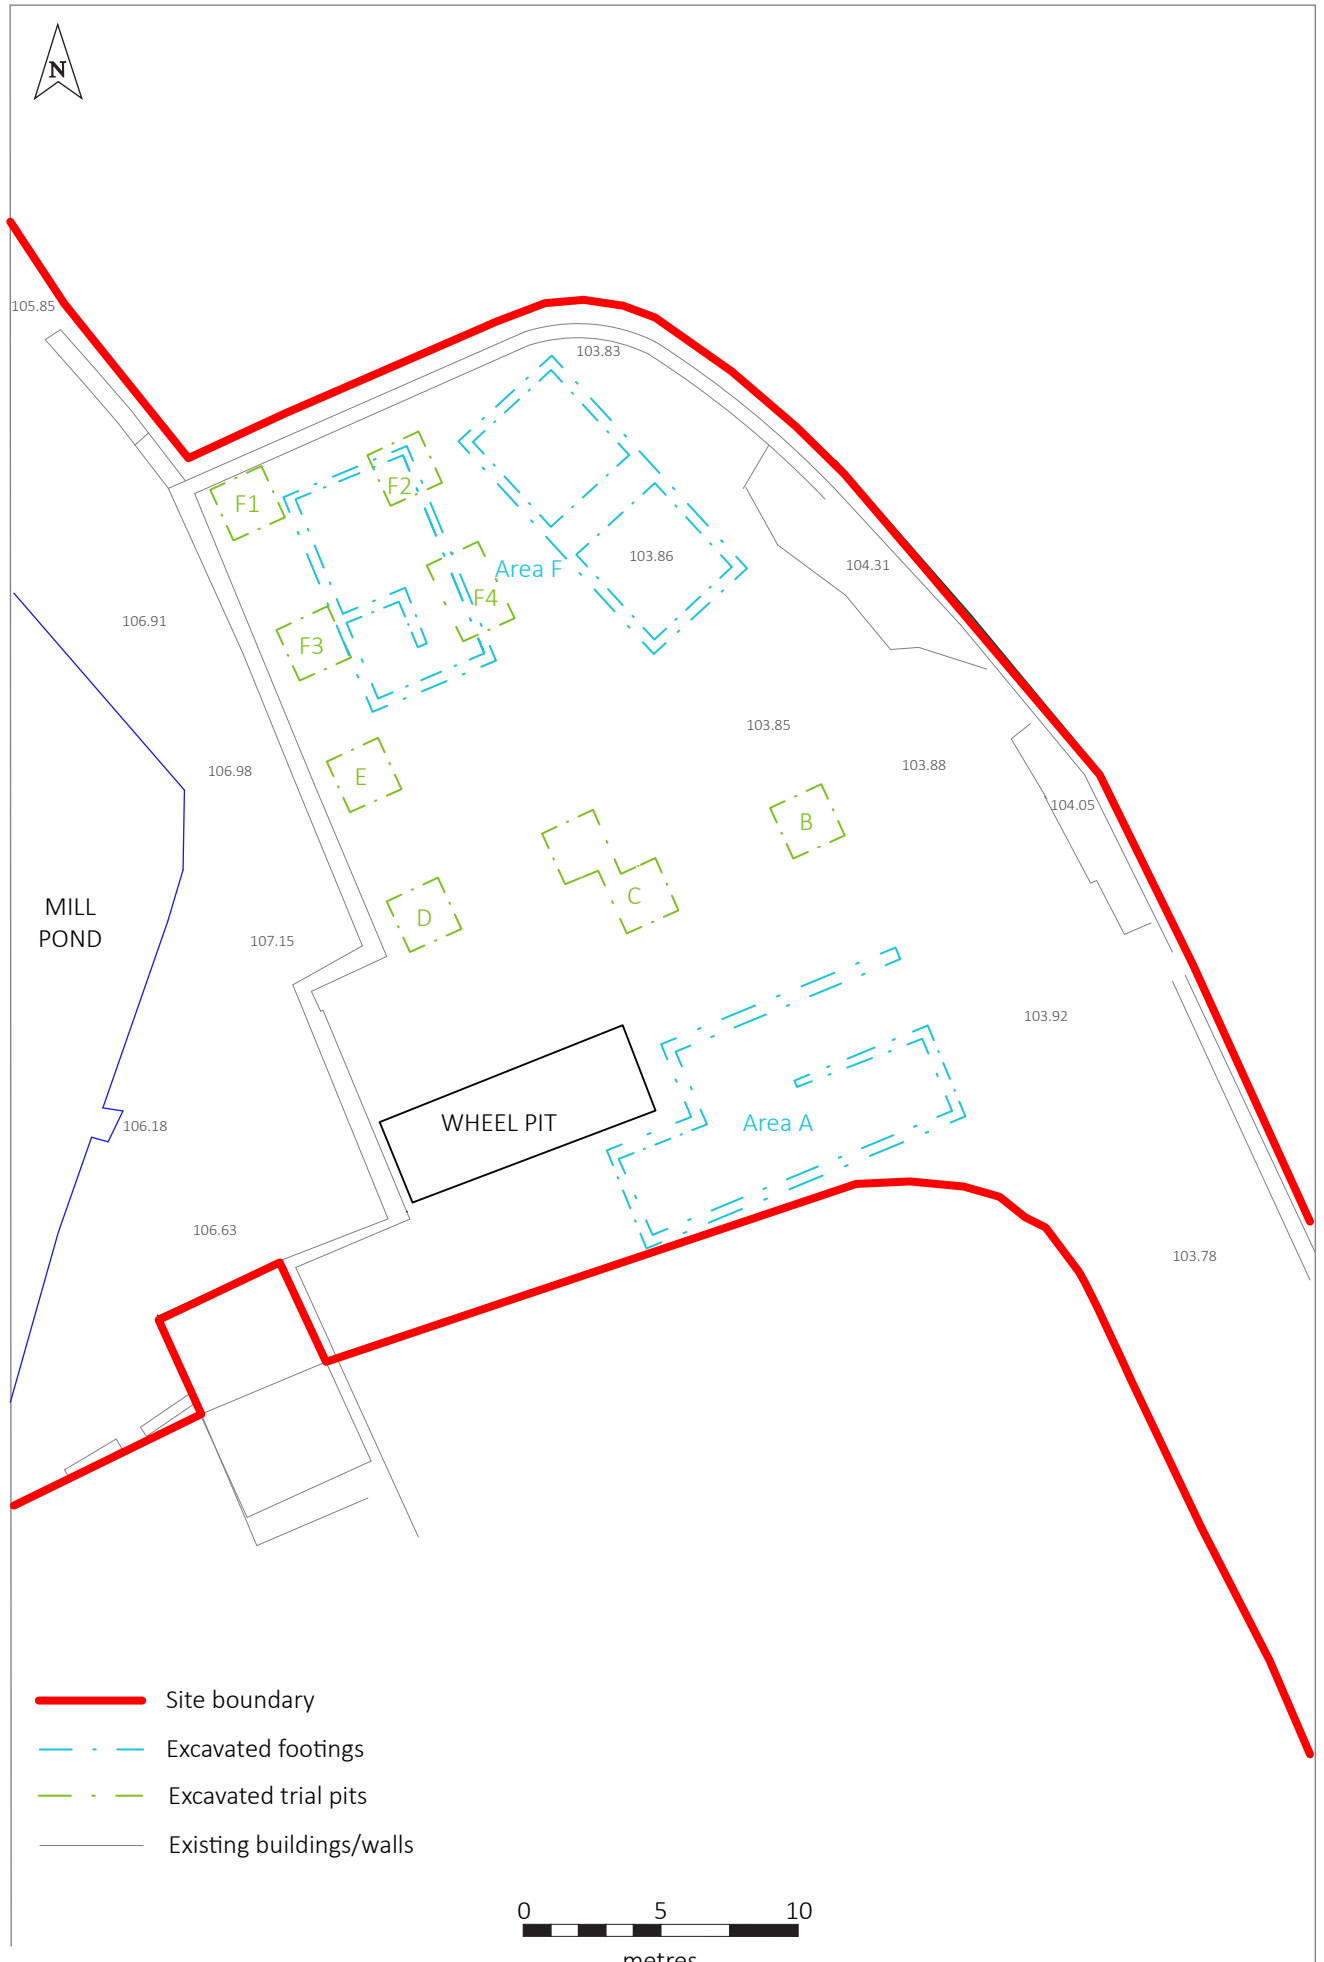 N
105.85
103.83
F2
F1
103.86
Area F
104.31
F4
106.91
F3
103.85
103.88
106.98
E
104.05
B
C
MILL
POND
D
107.15
103.92
WHEEL PIT
Area A
106.18
106.63
103.78
Site boundary
Excavated footings
Excavated trial pits
Existing buildings/walls
0 5 10
metres